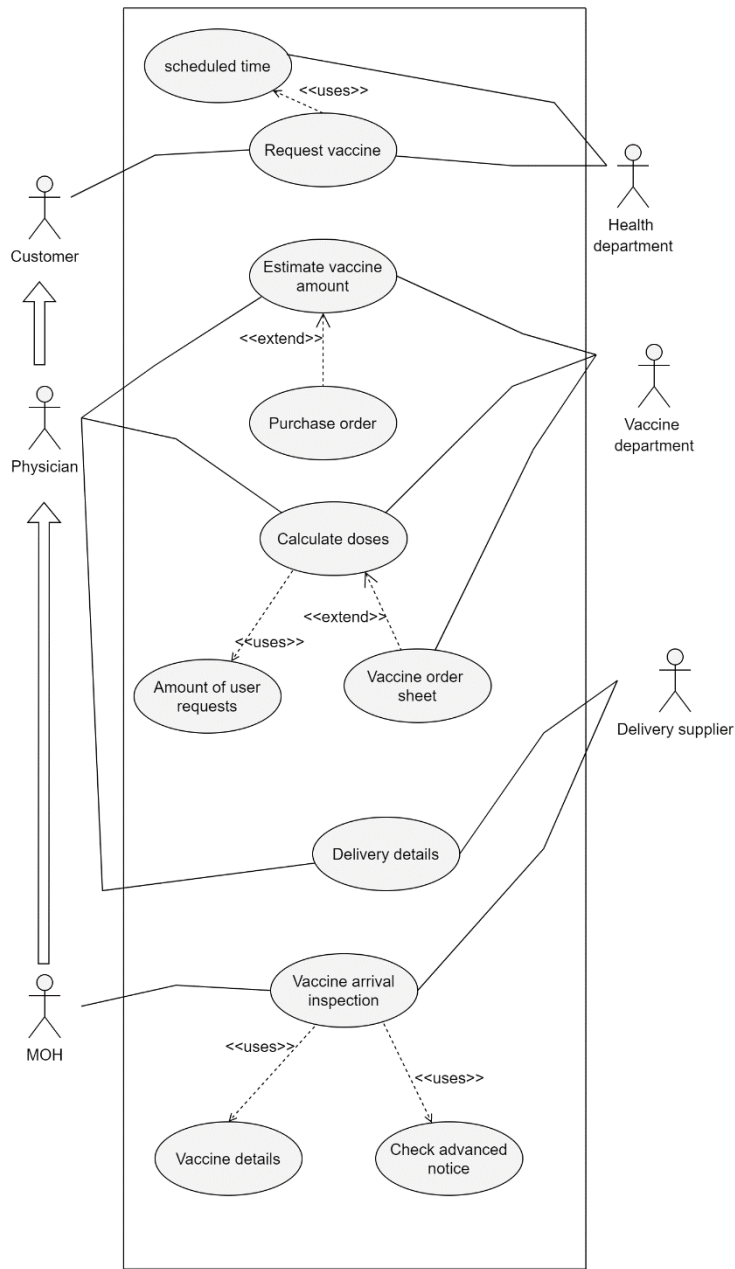 scheduled time
<<uses>>
Request vaccine
Customer
Health
department
Estimate vaccine
amount
<<extend>>
Purchase order
Physician
Vaccine
department
Calculate doses
<<extend>>
<<uses>>
Amount of user
requests
Vaccine order
sheet
Delivery supplier
Delivery details
Vaccine arrival
inspection
MOH
<<uses>>
<<uses>>
Vaccine details
Check advanced
notice